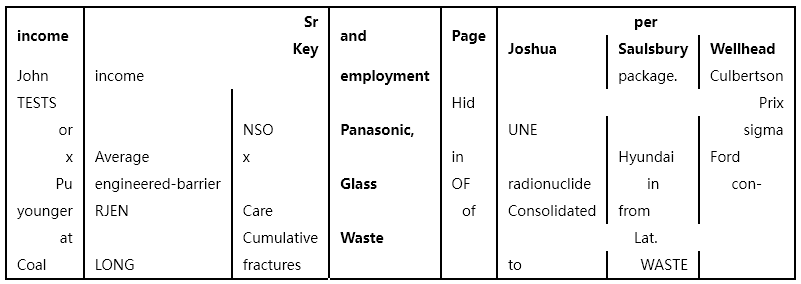 income Sr Key and Page per
Joshua Saulsbury Wellhead
John income employment package. Culbertson
TESTS Hid Prix
or NSO Panasonic, UNE sigma
x Average x in Hyundai Ford
Pu engineered-barrier Glass OF radionuclide in con-
younger RJEN Care of Consolidated from
at Cumulative Waste Lat.
Coal LONG fractures to WASTE